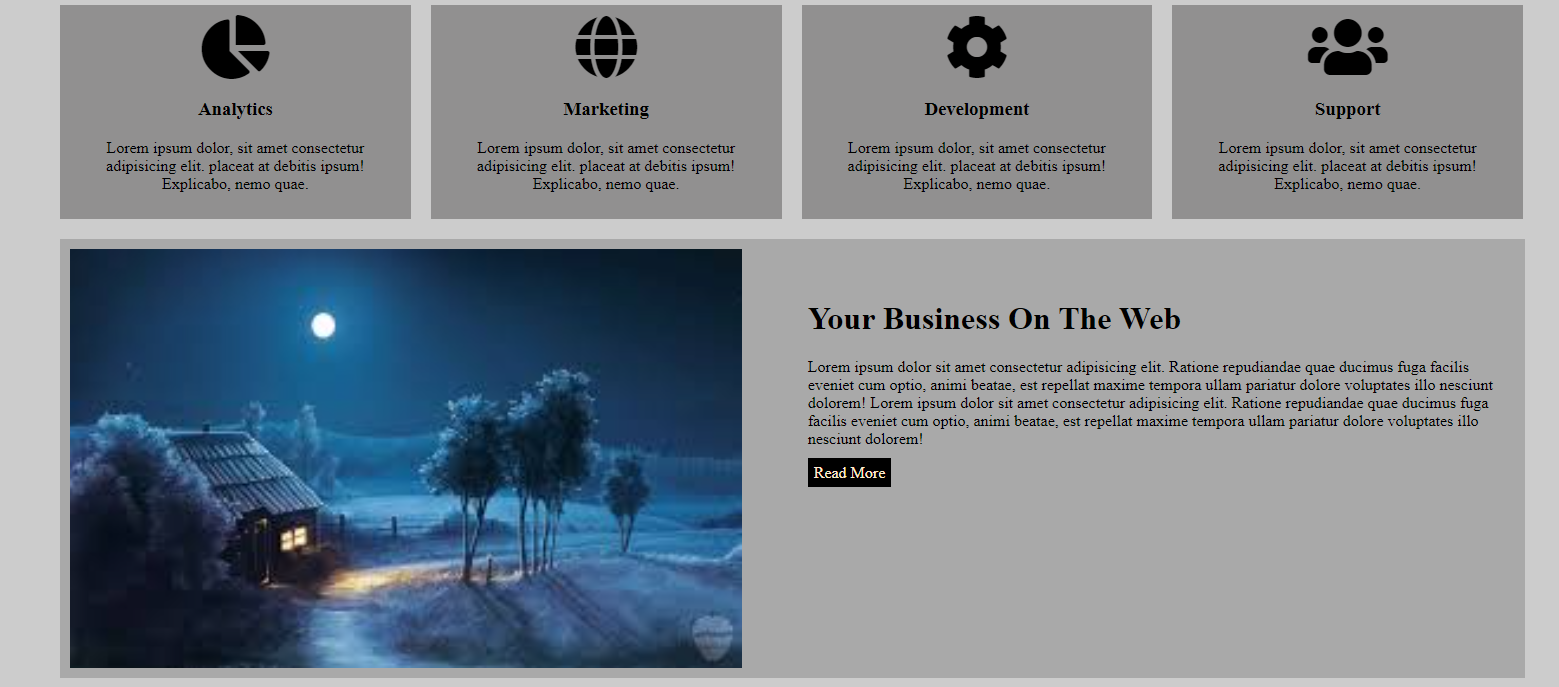 Analytics
Lorem ipsum dolor, sit amet consectetur
adipisicing elit. placeat at debitis ipsum!
Explicabo, nemo quae.
Marketing
Lorem ipsum dolor, sit amet consectetur
adipisicing elit. placeat at debitis ipsum!
Explicabo, nemo quae.
Development
Lorem ipsum dolor, sit amet consectetur
adipisicing elit. placeat at debitis ipsum!
Explicabo, nemo quae.
Support
Lorem ipsum dolor, sit amet consectetur
adipisicing elit. placeat at debitis ipsum!
Explicabo, nemo quae.
Your Business On The Web
Lorem ipsum dolor sit amet consectetur adipisicing elit. Ratione repudiandae quae ducimus fuga facilis
eveniet cum optio, animi beatae, est repellat maxime tempora ullam pariatur dolore voluptates illo nesciunt
dolorem! Lorem ipsum dolor sit amet consectetur adipisicing elit. Ratione repudiandae quae ducimus fuga
facilis eveniet cum optio, animi beatae, est repellat maxime tempora ullam pariatur dolore voluptates illo
nesciunt dolorem!
Read More